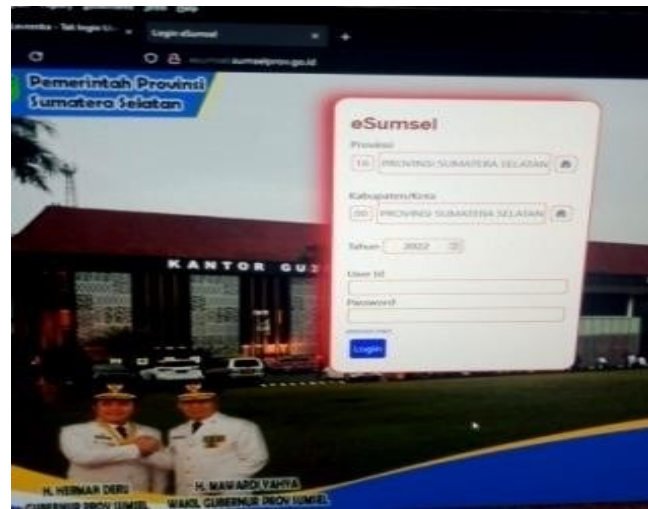 Login eSumsel
sumselprov.go.id
Pemerintah Provinsi
Sumatera Selatan
eSumsel
Provinsi
16 PROVINSI SUMATERA SELATAN
Kabupaten/Kota
00 PROVINSI SUMATERA SELATAN
Tahun 2022
User Id
Password
Login
KANTOR GU
H. HERMAN DERU
GUBERNUR PROV SUMSEL
H. MAWARDI YAHYA
WAKIL GUBERNUR PROV SUMSEL